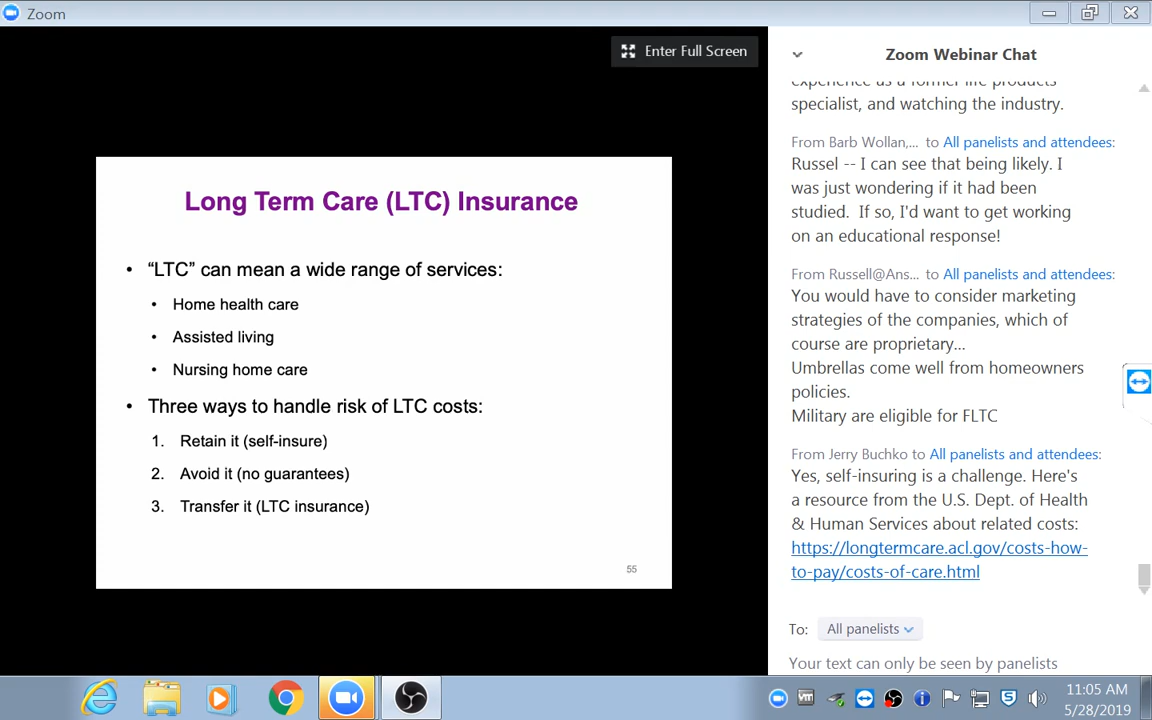 Zoom
Enter Full Screen
Long Term Care (LTC) Insurance
• “LTC” can mean a wide range of services:
• Home health care
• Assisted living
• Nursing home care
• Three ways to handle risk of LTC costs:
1. Retain it (self-insure)
2. Avoid it (no guarantees)
3. Transfer it (LTC insurance)
55
Zoom Webinar Chat
experience as a former life products
specialist, and watching the industry.
From Barb Wollan,... to All panelists and attendees:
Russel -- I can see that being likely. I
was just wondering if it had been
studied. If so, I'd want to get working
on an educational response!
From Russell@Ans... to All panelists and attendees:
You would have to consider marketing
strategies of the companies, which of
course are proprietary...
Umbrellas come well from homeowners
policies.
Military are eligible for FLTC
From Jerry Buchko to All panelists and attendees:
Yes, self-insuring is a challenge. Here's
a resource from the U.S. Dept. of Health
& Human Services about related costs:
https://longtermcare.acl.gov/costs-how-
to-pay/costs-of-care.html
To: All panelists
Your text can only be seen by panelists
11:05 AM
5/28/2019